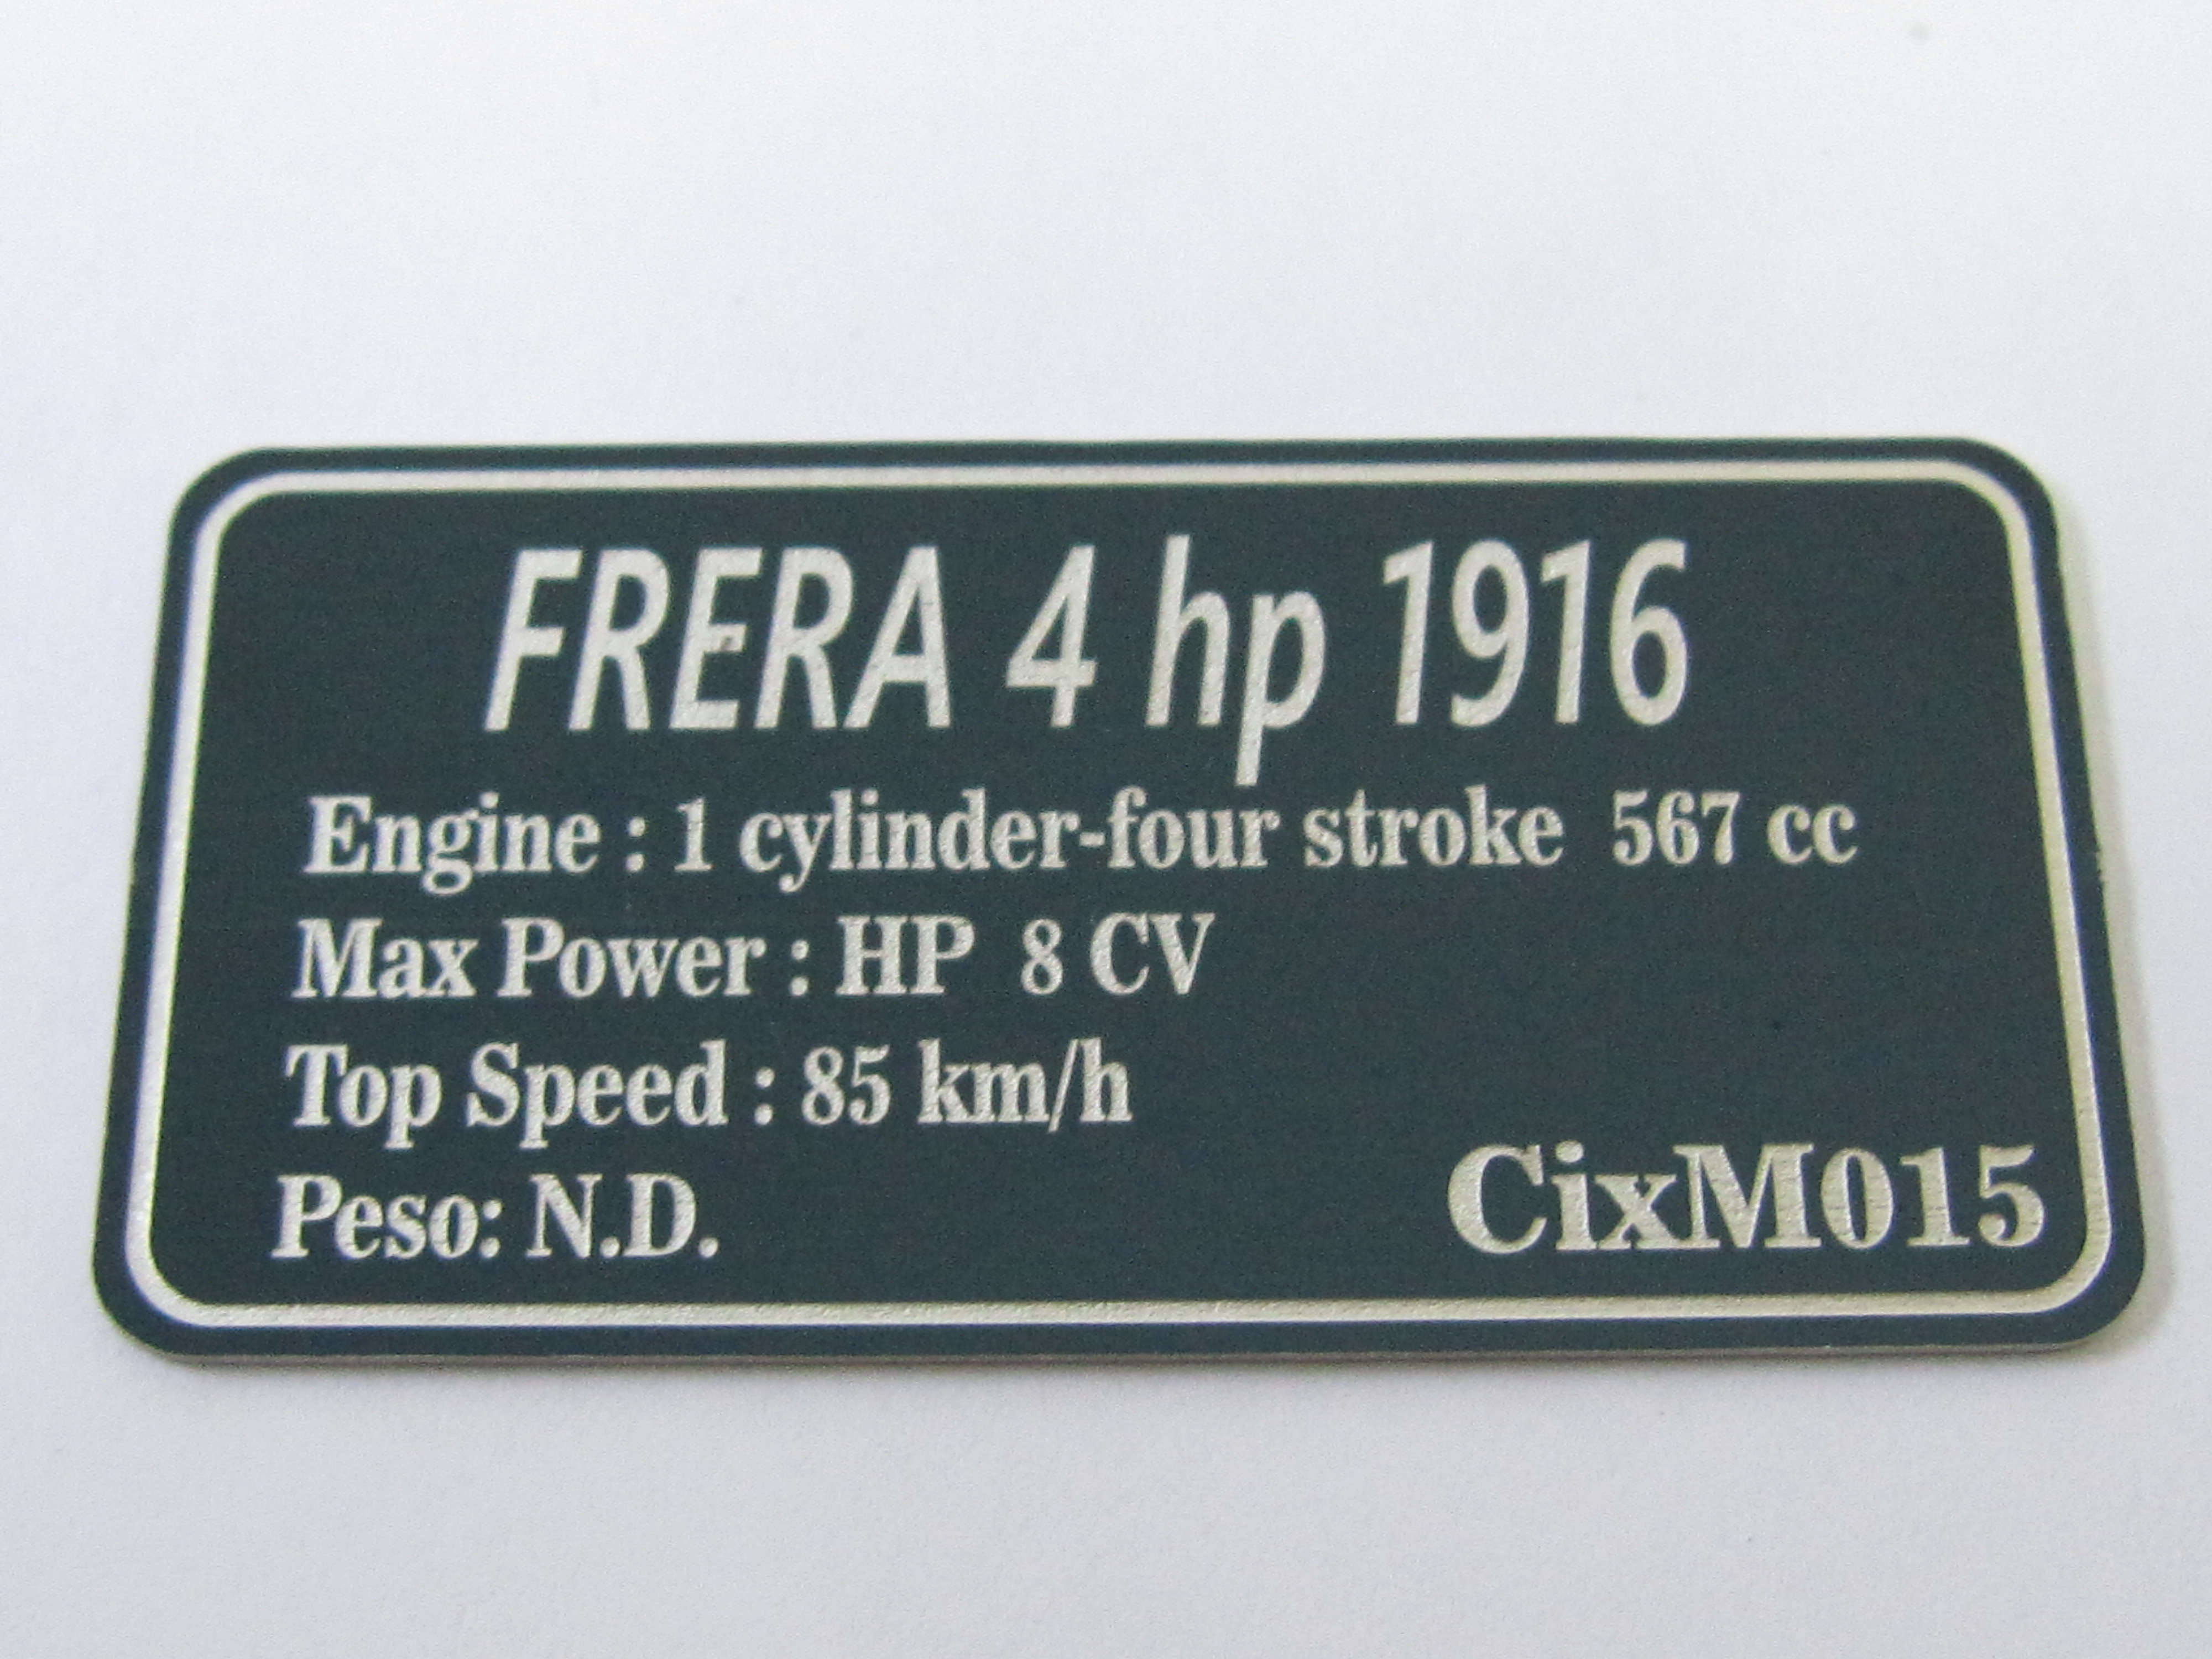 FRERA 4 hp 1916
Engine : 1 cylinder-four stroke 567 cc
Max Power : HP 8 CV
Top Speed : 85 km/h
Peso: N.D.
CixM015